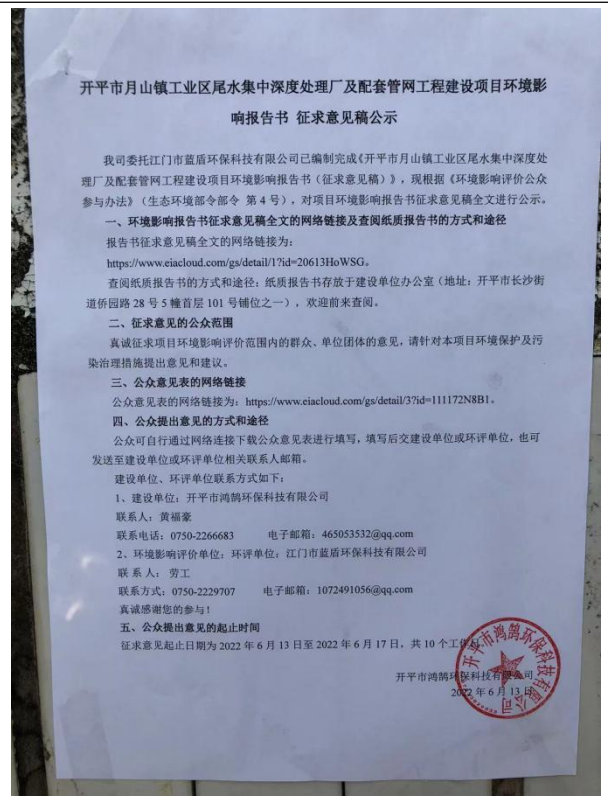 开平市月山镇工业区尾水集中深度处理厂及配套管网工程建设项目环境影
响报告书 征求意见稿公示
我司委托江门市蓝盾环保科技有限公司已编制完成《开平市月山镇工业区尾水集中深度处
理厂及配套管网工程建设项目环境影响报告书（征求意见稿）》，现根据《环境影响评价公众
参与办法》（生态环境部令部令 第 4 号），对项目环境影响报告书征求意见稿全文进行公示。
一、环境影响报告书征求意见稿全文的网络链接及查阅纸质报告书的方式和途径
报告书征求意见稿全文的网络链接为：
https://www.eiacloud.com/gs/detail/1?id=20613HoWSG。
查阅纸质报告书的方式和途径：纸质报告书存放于建设单位办公室（地址：开平市长沙街
道侨园路 28 号 5 幢首层 101 号铺位之一），欢迎前来查阅。
二、征求意见的公众范围
真诚征求项目环境影响评价范围内的群众、单位团体的意见，请针对本项目环境保护及污
染治理措施提出意见和建议。
三、公众意见表的网络链接
公众意见表的网络链接为：https://www.eiacloud.com/gs/detail/3?id=111172N8B1。
四、公众提出意见的方式和途径
公众可自行通过网络连接下载公众意见表进行填写，填写后交建设单位或环评单位，也可
发送至建设单位或环评单位相关联系人邮箱。
建设单位、环评单位联系方式如下：
1、建设单位：开平市鸿鹄环保科技有限公司
联系人：黄福豪
联系电话：0750-2266683 电子邮箱：465053532@qq.com
2、环境影响评价单位：环评单位：江门市蓝盾环保科技有限公司
联 系 人： 劳工
联系方式：0750-2229707 电子邮箱：1072491056@qq.com
真诚感谢您的参与！
五、公众提出意见的起止时间
征求意见起止日期为 2022 年 6 月 13 日至 2022 年 6 月 17 日，共 10 个工作日。
开平市鸿鹄环保科技有限公司
2022 年 6 月 13 日
开平市鸿鹄环保科技有限公司